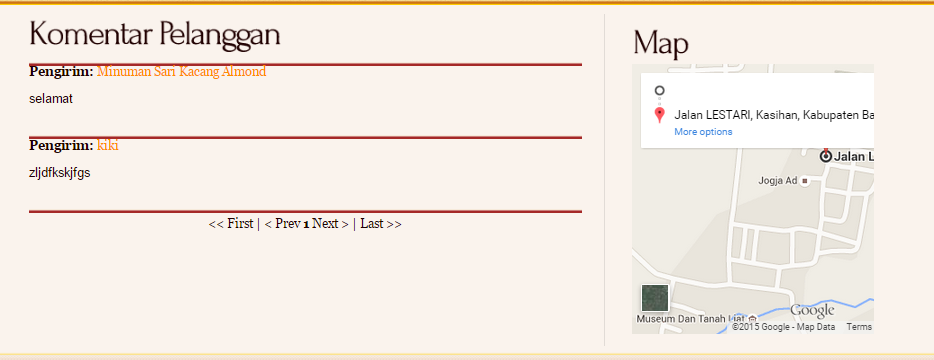 Komentar Pelanggan
Pengirim: Minuman Sari Kacang Almond
selamat
Pengirim: kiki
zljdfkskjfgs
<< First | < Prev 1 Next > | Last >>
Map
Jalan LESTARI, Kasihan, Kabupaten Ba
More options
Jalan L
Jogja Ad
Museum Dan Tanah Liat
Google
©2015 Google - Map Data Terms